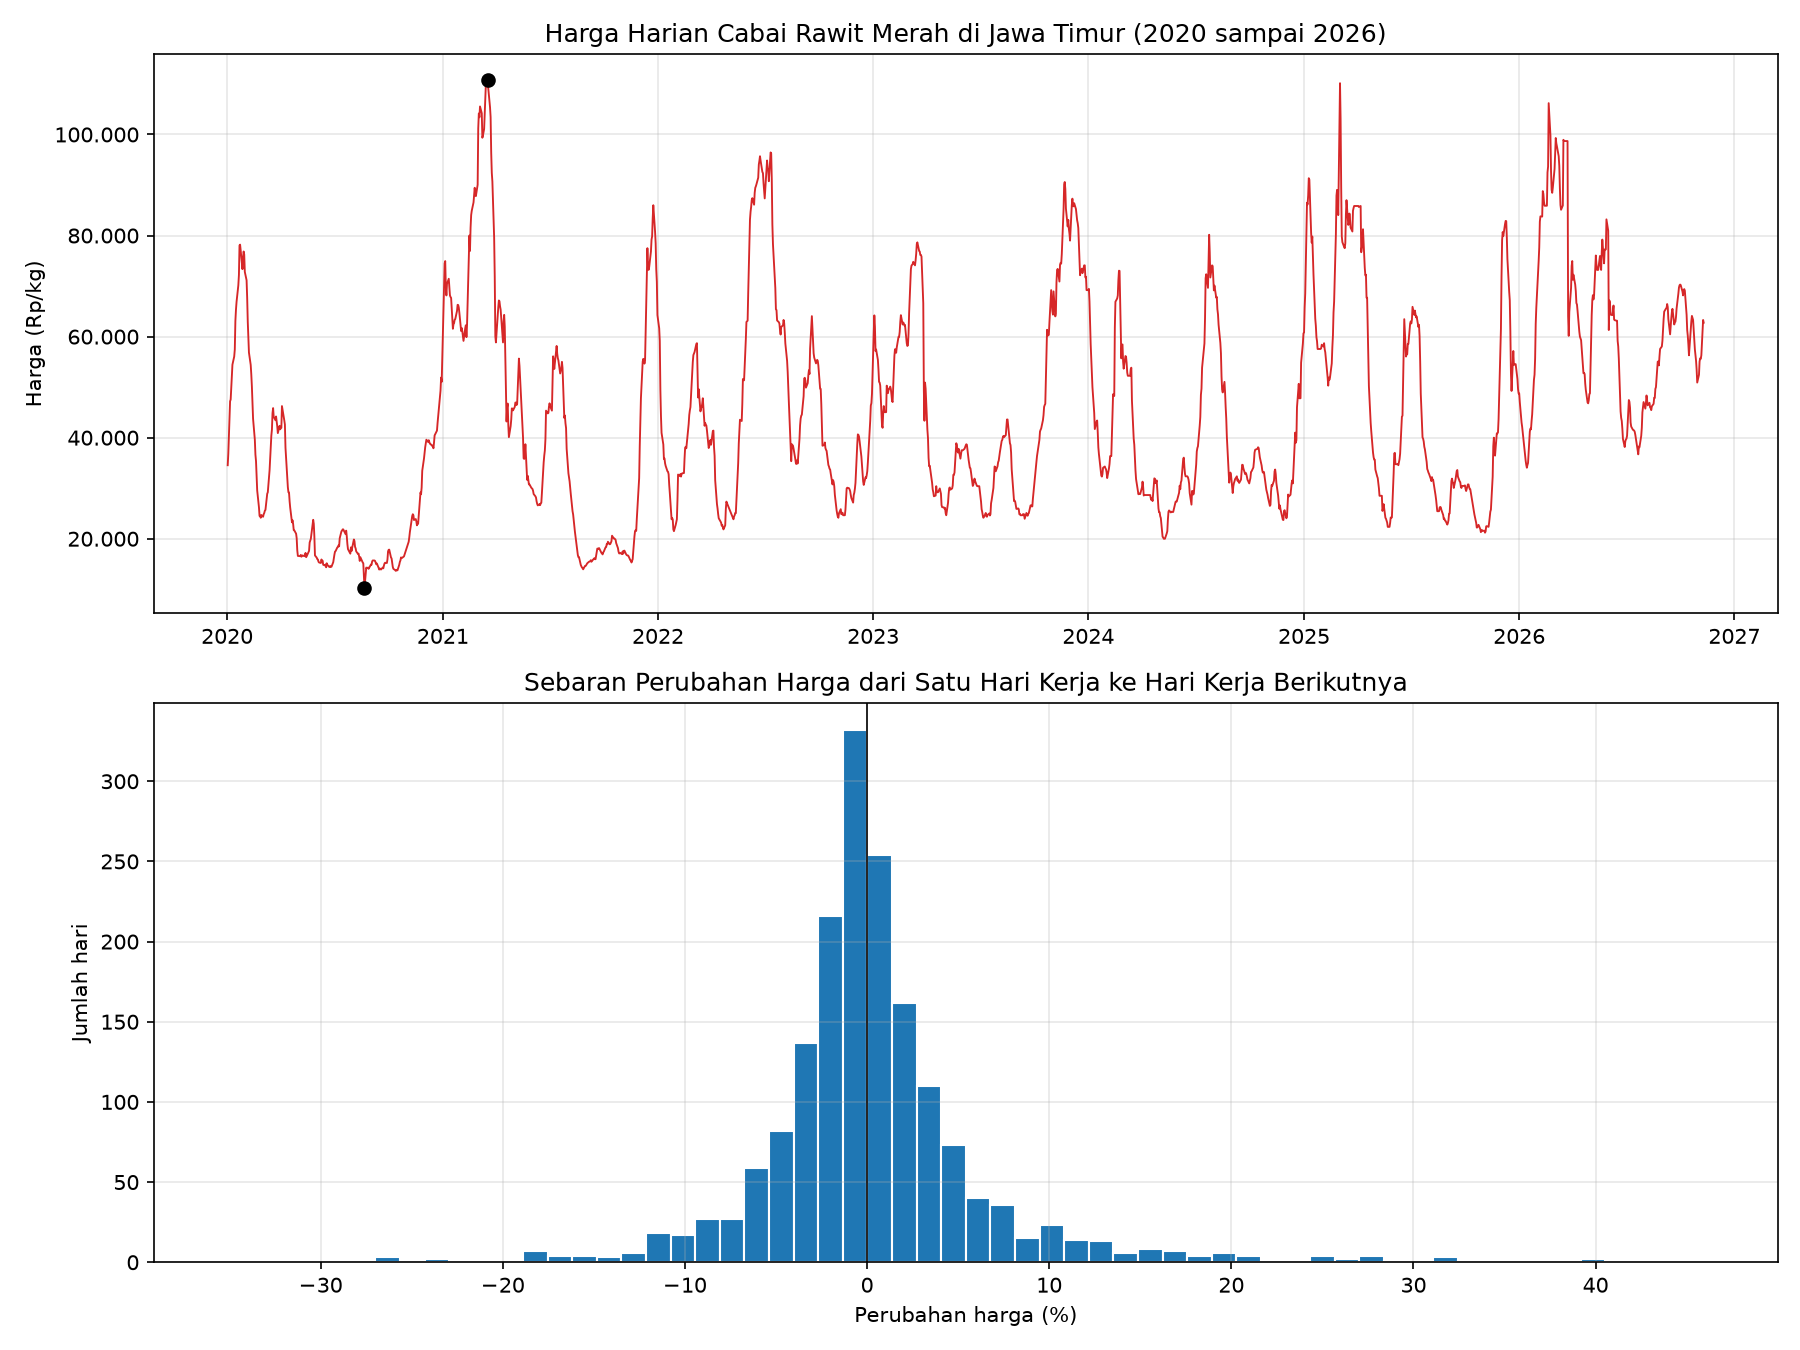 Harga Harian Cabai Rawit Merah di Jawa Timur (2020 sampai 2026)
Harga (Rp/kg)
100.000
80.000
60.000
40.000
20.000
2020 2021 2022 2023 2024 2025 2026 2027
Sebaran Perubahan Harga dari Satu Hari Kerja ke Hari Kerja Berikutnya
Jumlah hari
300
250
200
150
100
50
0
−30 −20 −10 0 10 20 30 40
Perubahan harga (%)